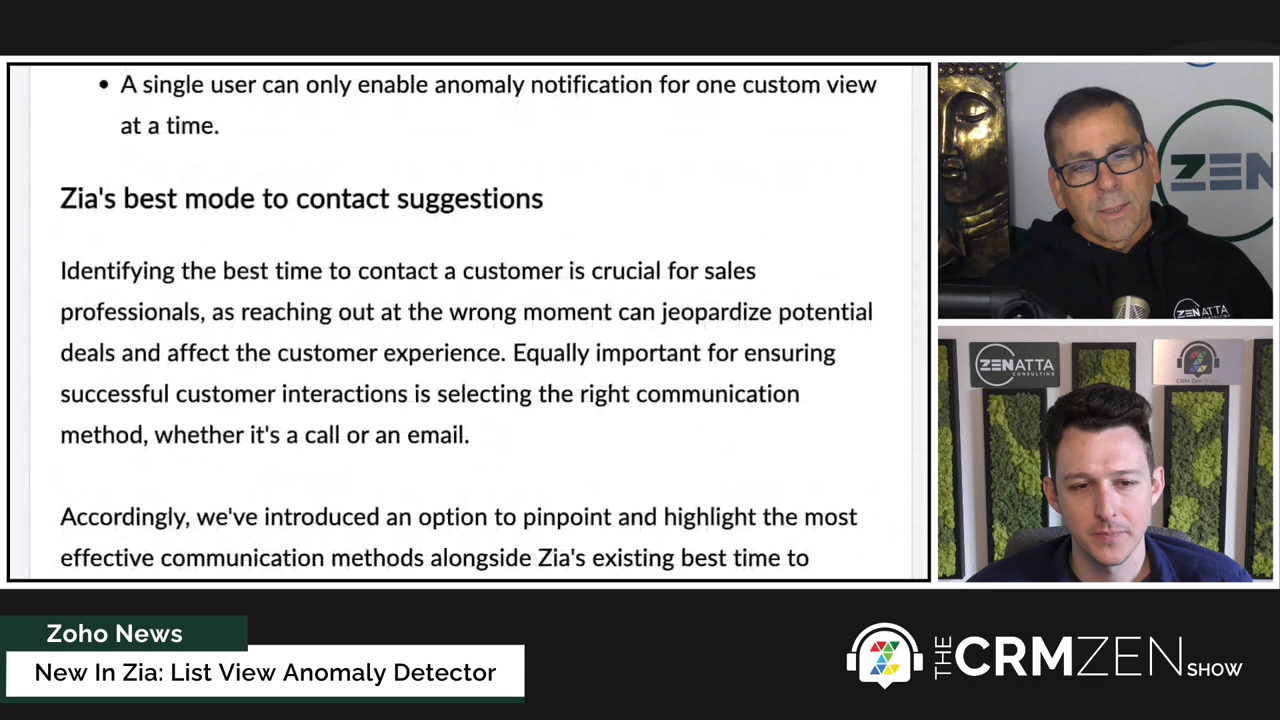 • A single user can only enable anomaly notification for one custom view
at a time.
Zia's best mode to contact suggestions
Identifying the best time to contact a customer is crucial for sales
professionals, as reaching out at the wrong moment can jeopardize potential
deals and affect the customer experience. Equally important for ensuring
successful customer interactions is selecting the right communication
method, whether it's a call or an email.
Accordingly, we've introduced an option to pinpoint and highlight the most
effective communication methods alongside Zia's existing best time to
ZEN
ZENATTA
ZENATTA
CONSULTING
CRM Zen Show
Zoho News
New In Zia: List View Anomaly Detector
THE CRMZEN SHOW